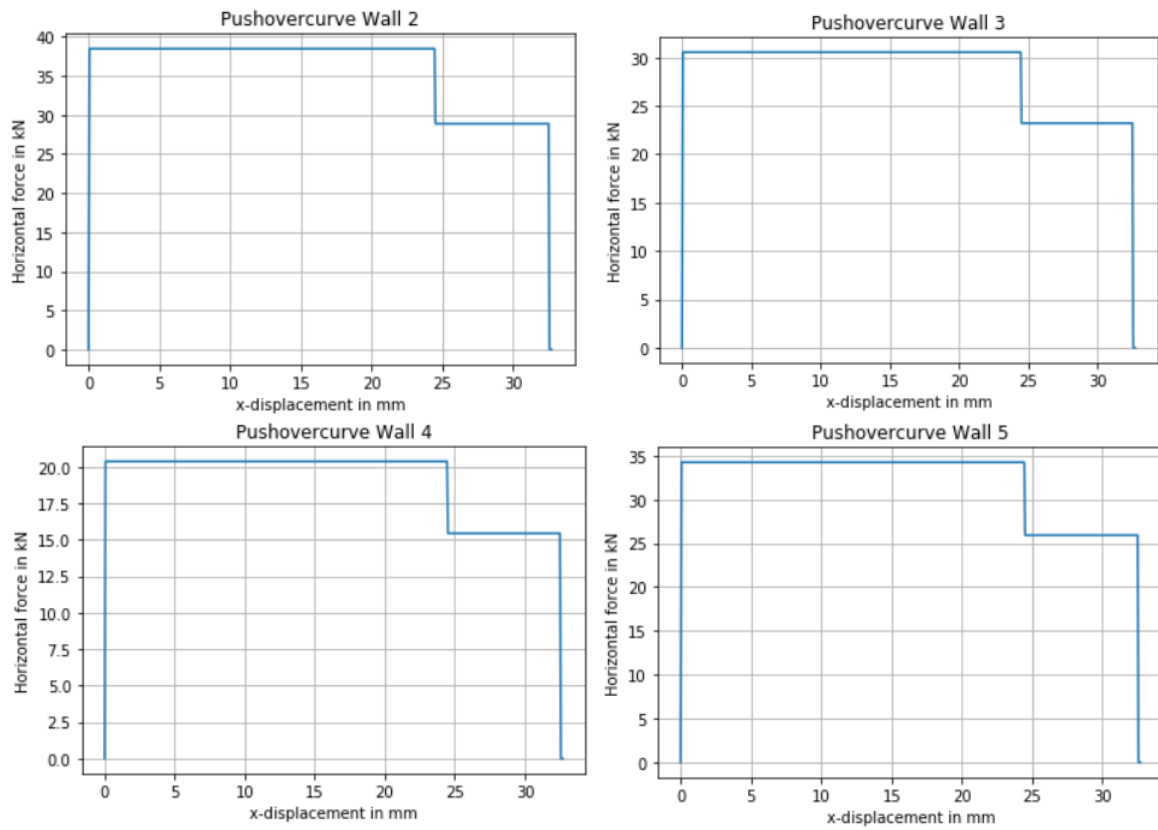 Pushovercurve Wall 2
Horizontal force in kN
40
35
30
25
20
15
10
5
0
0 5 10 15 20 25 30
x-displacement in mm
Pushovercurve Wall 3
Horizontal force in kN
30
25
20
15
10
5
0
0 5 10 15 20 25 30
x-displacement in mm
Pushovercurve Wall 4
Horizontal force in kN
20.0
17.5
15.0
12.5
10.0
7.5
5.0
2.5
0.0
0 5 10 15 20 25 30
x-displacement in mm
Pushovercurve Wall 5
Horizontal force in kN
35
30
25
20
15
10
5
0
0 5 10 15 20 25 30
x-displacement in mm